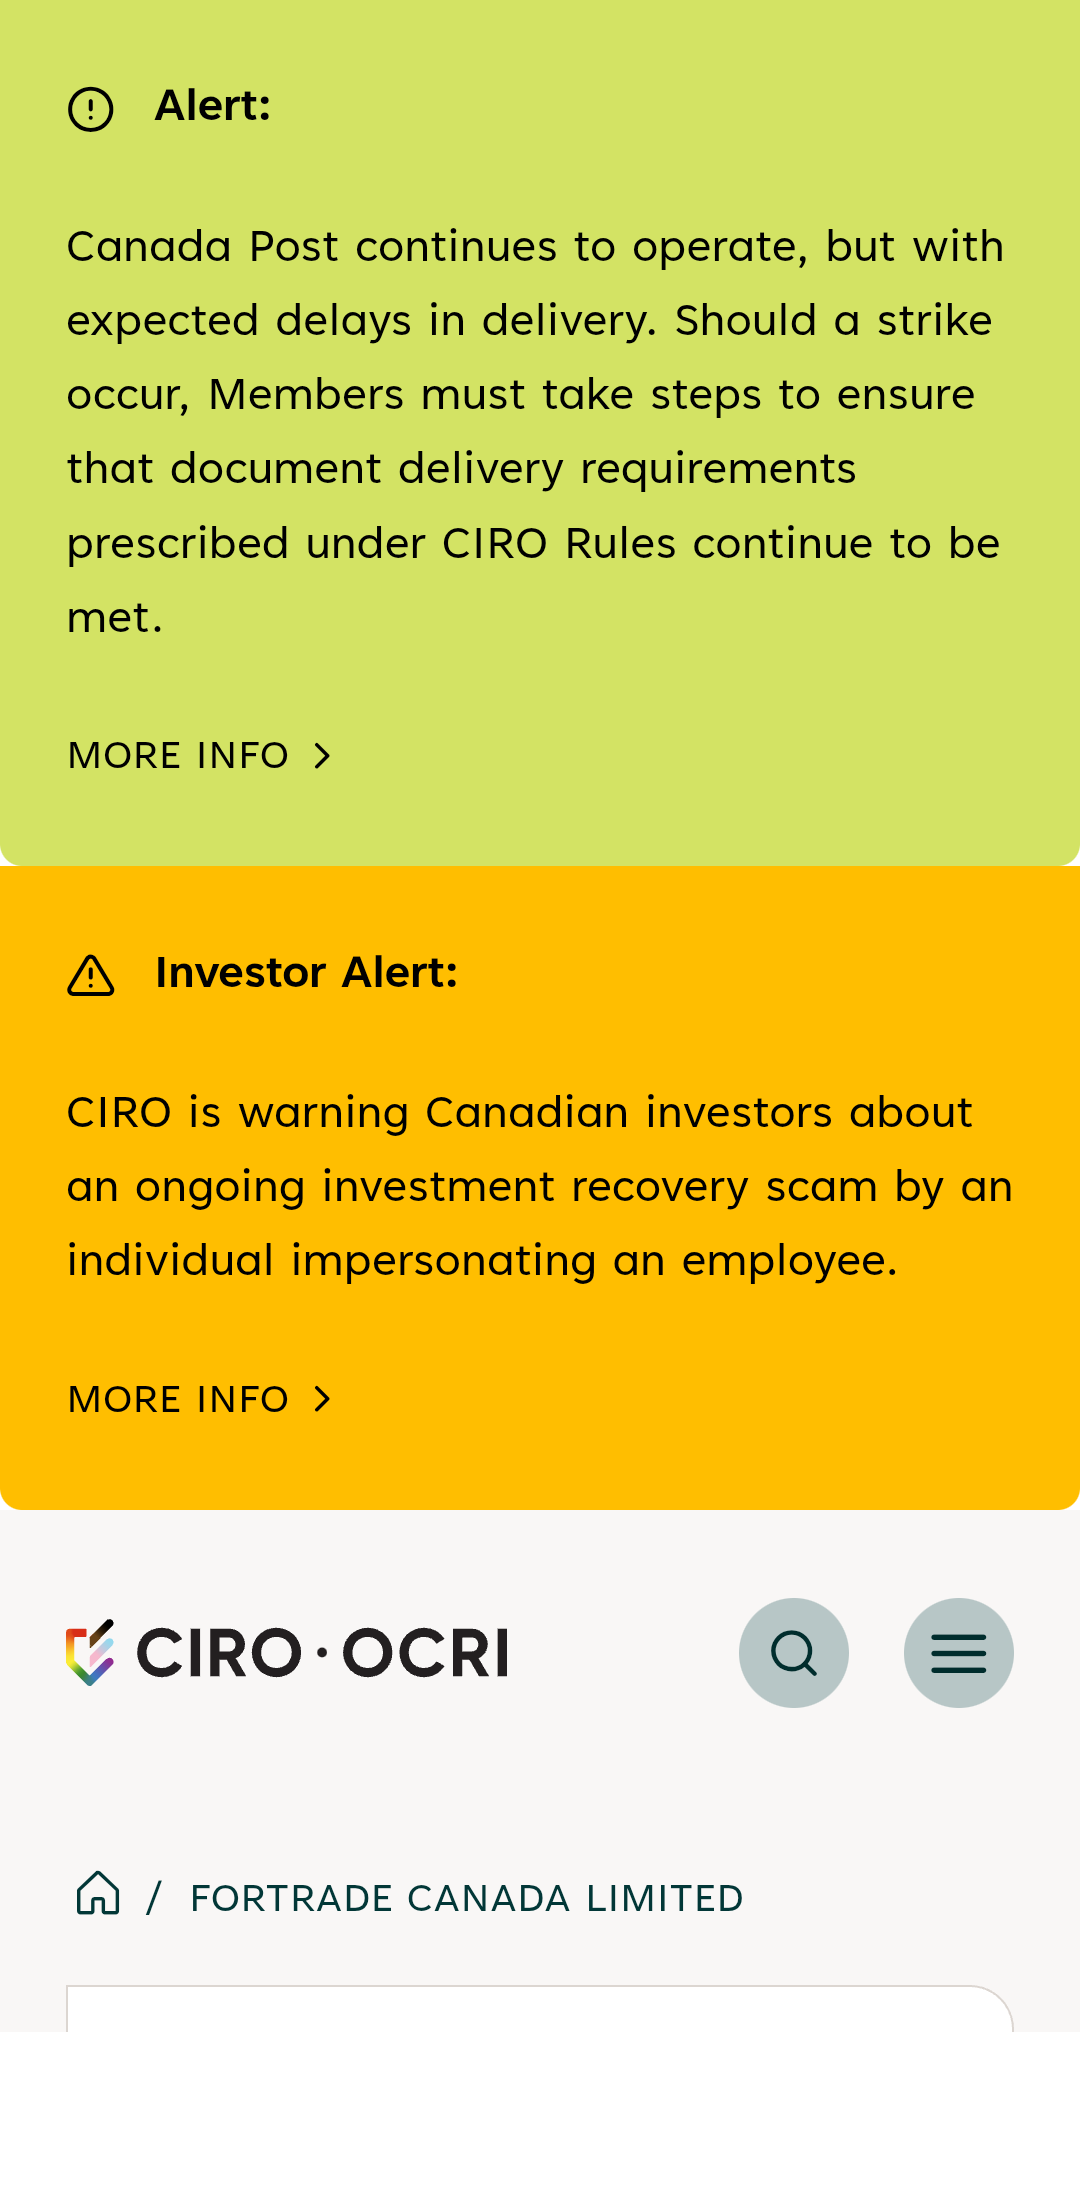 Alert:
Canada Post continues to operate, but with
expected delays in delivery. Should a strike
occur, Members must take steps to ensure
that document delivery requirements
prescribed under CIRO Rules continue to be
met.
MORE INFO >
Investor Alert:
CIRO is warning Canadian investors about
an ongoing investment recovery scam by an
individual impersonating an employee.
MORE INFO >
CIRO · OCRI
/ FORTRADE CANADA LIMITED